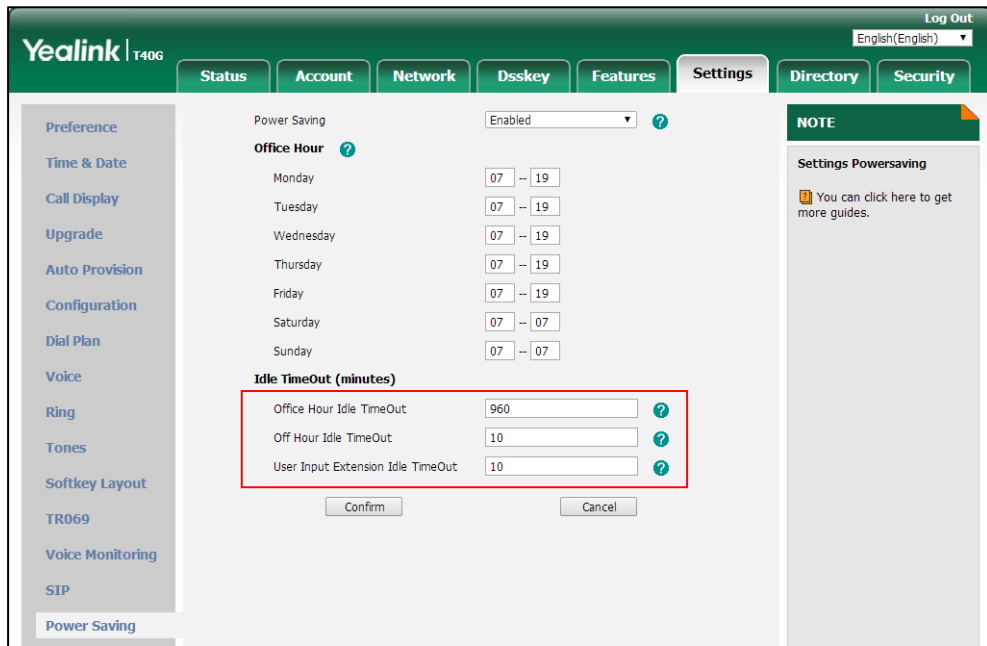 Log Out
English(English)
Yealink T40G
Status Account Network Dsskey Features Settings Directory Security
Preference
Time & Date
Call Display
Upgrade
Auto Provision
Configuration
Dial Plan
Voice
Ring
Tones
Softkey Layout
TR069
Voice Monitoring
SIP
Power Saving
Power Saving Enabled ?
Office Hour ?
Monday 07 -- 19
Tuesday 07 -- 19
Wednesday 07 -- 19
Thursday 07 -- 19
Friday 07 -- 19
Saturday 07 -- 07
Sunday 07 -- 07
Idle TimeOut (minutes)
Office Hour Idle TimeOut 960 ?
Off Hour Idle TimeOut 10 ?
User Input Extension Idle TimeOut 10 ?
Confirm Cancel
NOTE
Settings Powersaving
? You can click here to get
more guides.